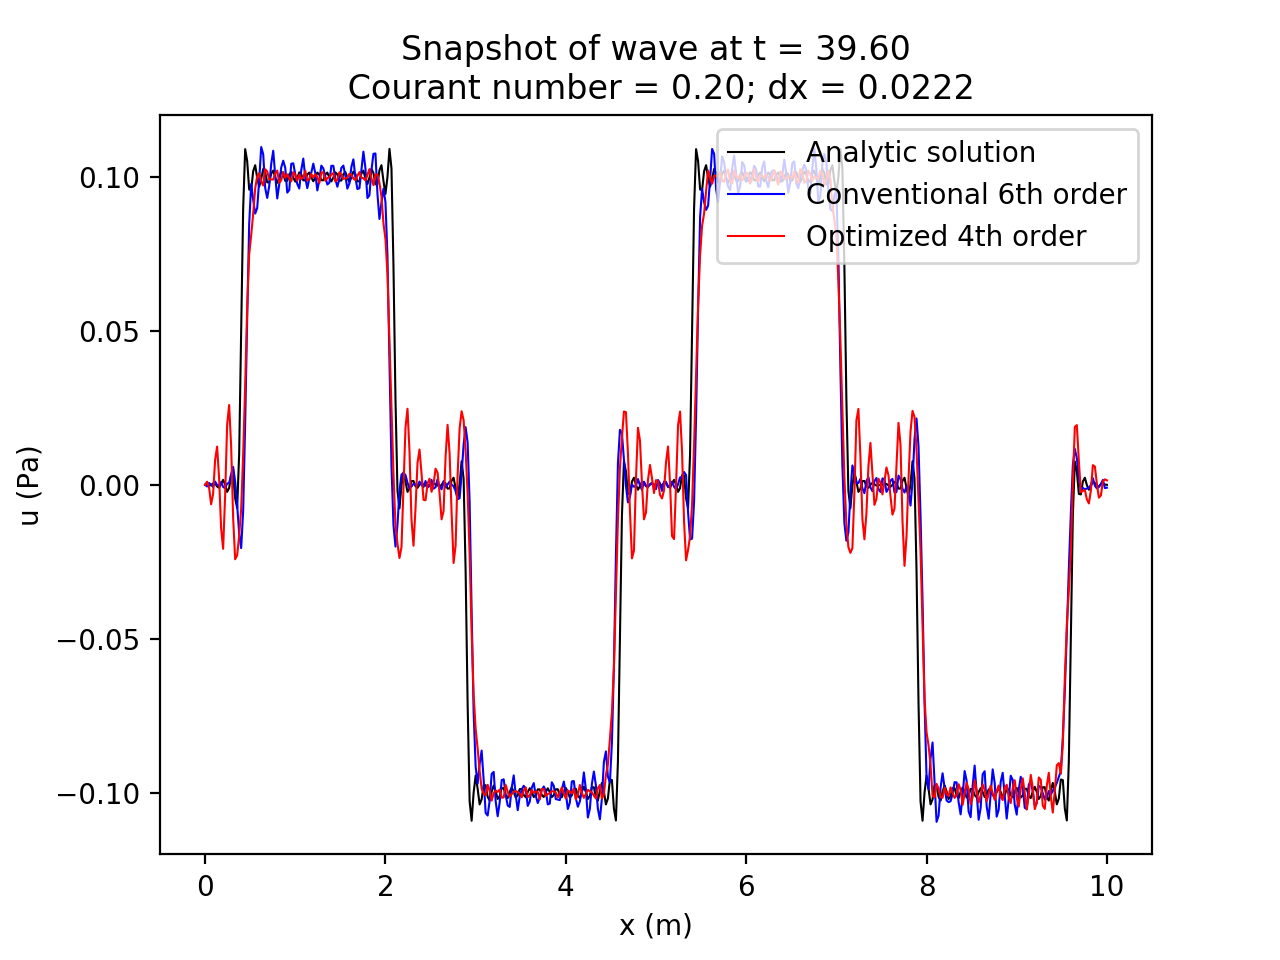 Snapshot of wave at t = 39.60
Courant number = 0.20; dx = 0.0222
Analytic solution
Conventional 6th order
Optimized 4th order
0.10
0.05
0.00
−0.05
−0.10
u (Pa)
0 2 4 6 8 10
x (m)